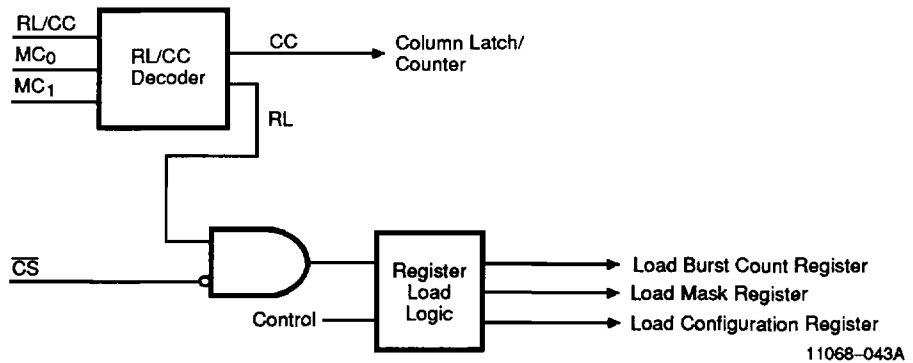 RL/CC
MC0
MC1
RL/CC
Decoder
CC
Column Latch/
Counter
RL
CS
Control
Register
Load
Logic
Load Burst Count Register
Load Mask Register
Load Configuration Register
11068–043A